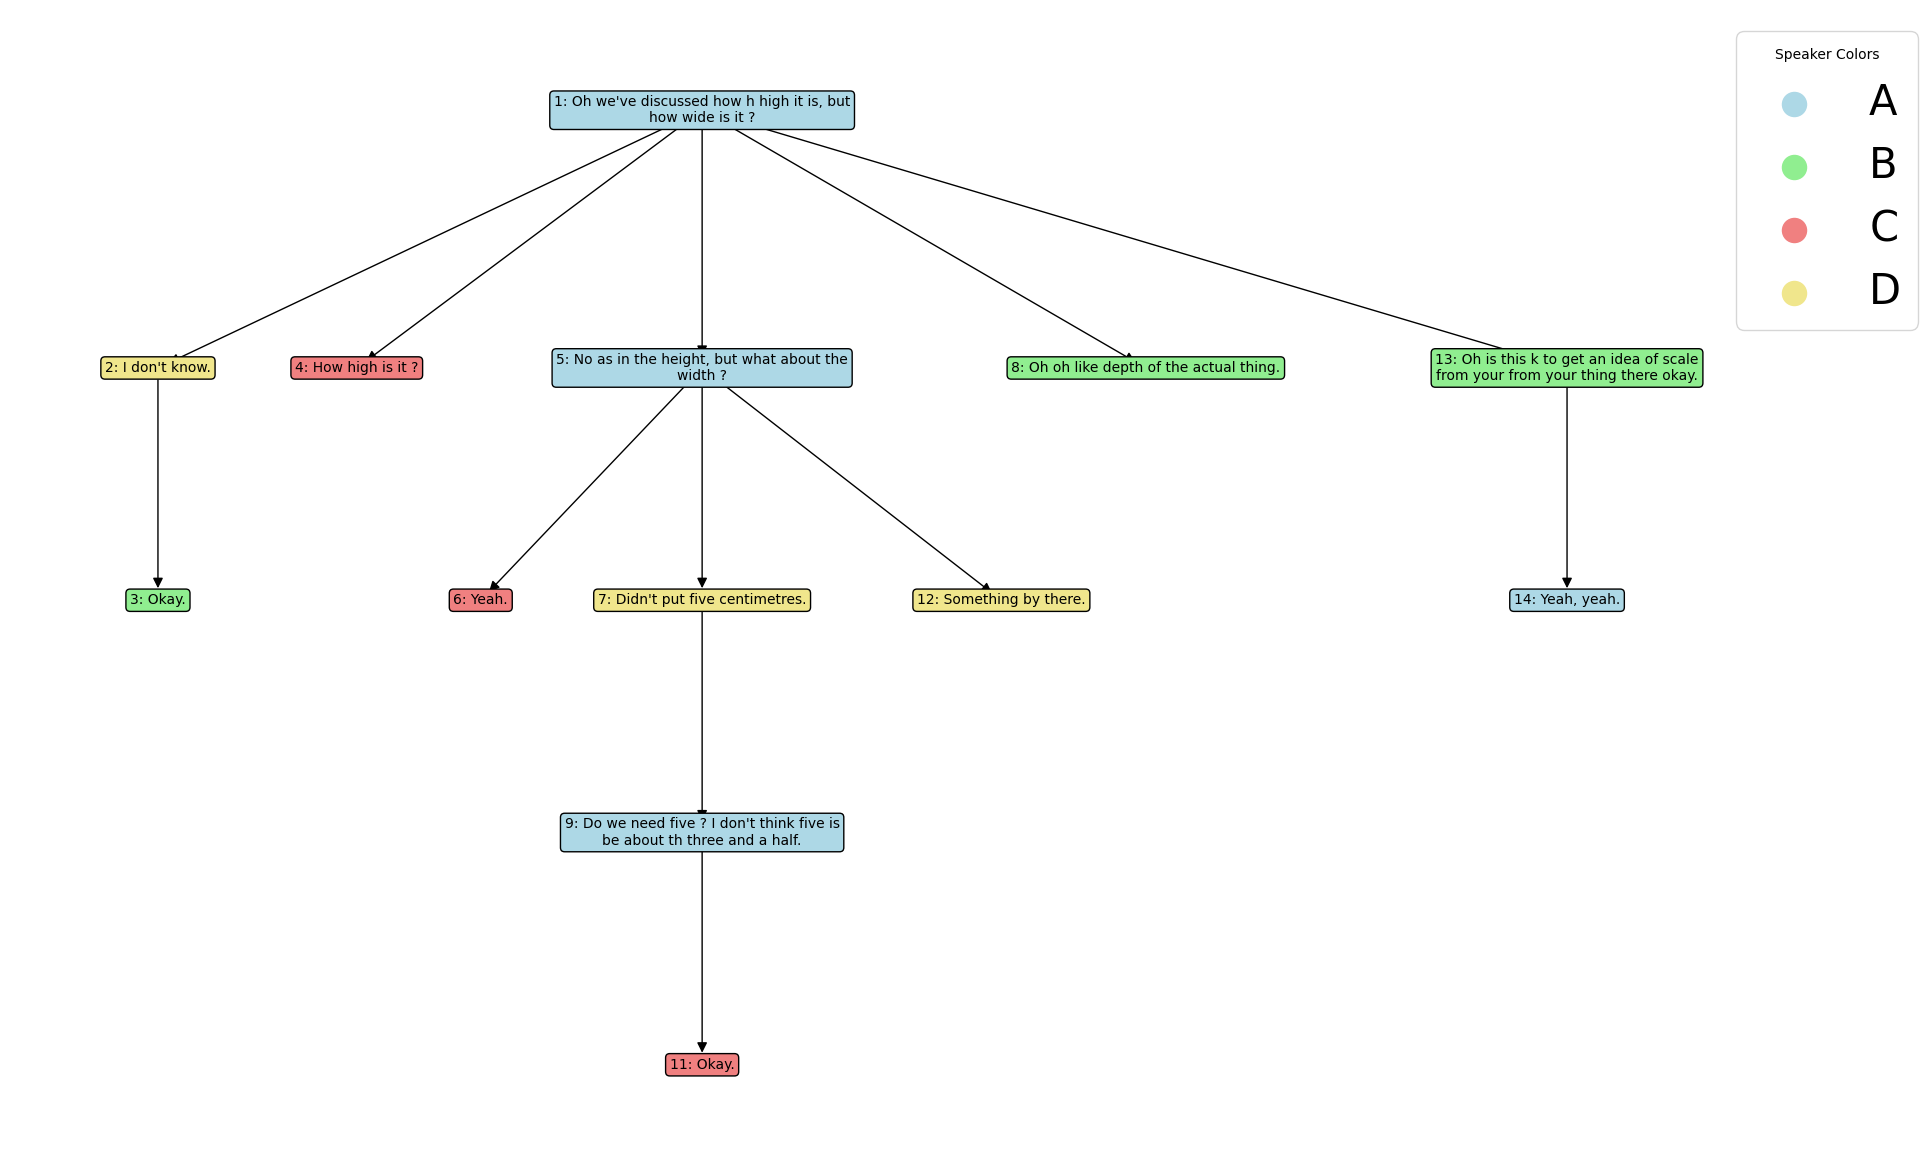 Speaker Colors
A
B
C
D
1: Oh we've discussed how h high it is, but
how wide is it ?
2: I don't know.
4: How high is it ?
5: No as in the height, but what about the
width ?
8: Oh oh like depth of the actual thing.
13: Oh is this k to get an idea of scale
from your from your thing there okay.
3: Okay.
6: Yeah.
7: Didn't put five centimetres.
12: Something by there.
14: Yeah, yeah.
9: Do we need five ? I don't think five is
be about th three and a half.
11: Okay.